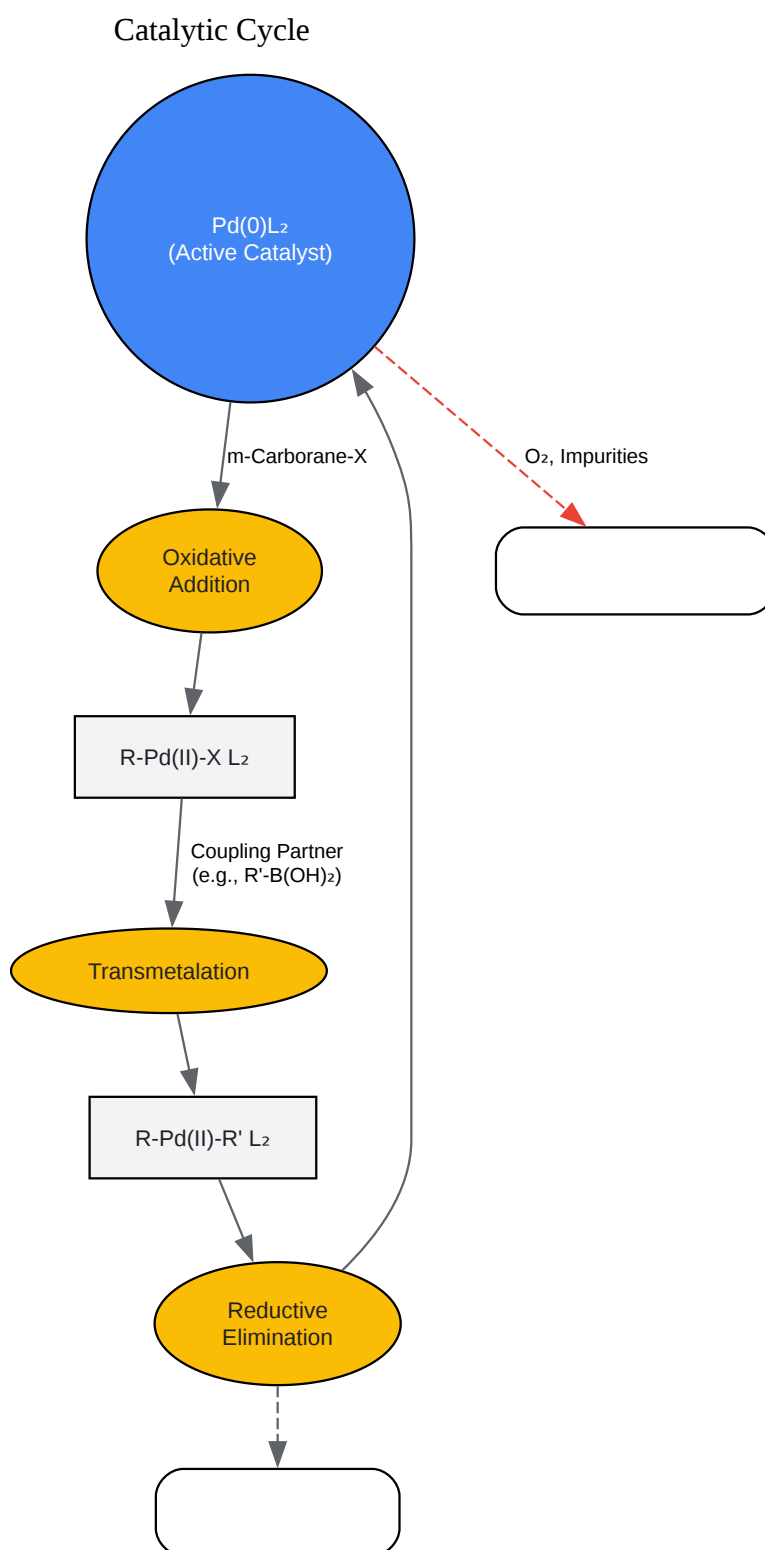 Catalytic Cycle
Pd(0)L₂
(Active Catalyst)
m-Carborane-X
O₂, Impurities
Oxidative
Addition
R-Pd(II)-X L₂
Coupling Partner
(e.g., R'-B(OH)₂)
Transmetalation
R-Pd(II)-R' L₂
Reductive
Elimination